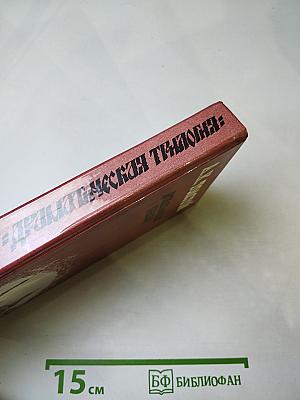 :ДРАМАТИЧЕСКАЯ ТРИЛОГИЯ:
15 см
БФ БИБЛИОФАН